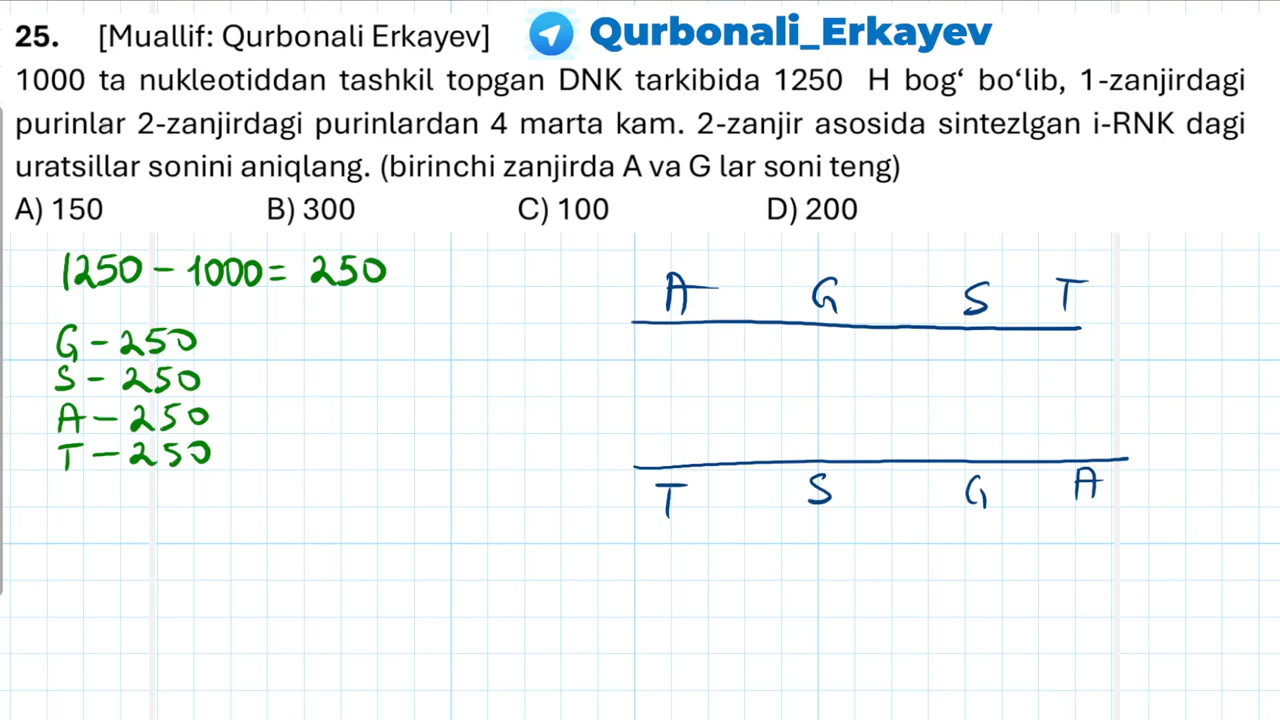 25. [Muallif: Qurbonali Erkayev] Qurbonali_Erkayev
1000 ta nukleotiddan tashkil topgan DNK tarkibida 1250 H bog‘ bo‘lib, 1-zanjirdagi
purinlar 2-zanjirdagi purinlardan 4 marta kam. 2-zanjir asosida sintezlgan i-RNK dagi
uratsillar sonini aniqlang. (birinchi zanjirda A va G lar soni teng)
A) 150 B) 300 C) 100 D) 200
1250 - 1000 = 250
A G S T
G - 250
S - 250
A - 250
T - 250
T S G A